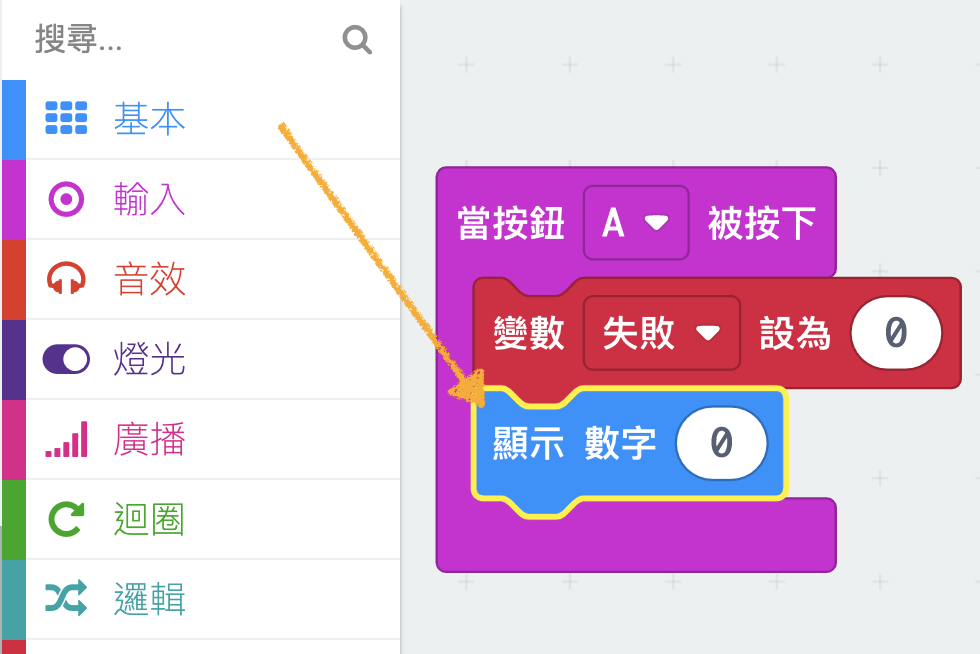 搜尋...
基本
輸入
音效
燈光
廣播
迴圈
邏輯
當按鈕 A 被按下
變數 失敗 設為 0
顯示 數字 0